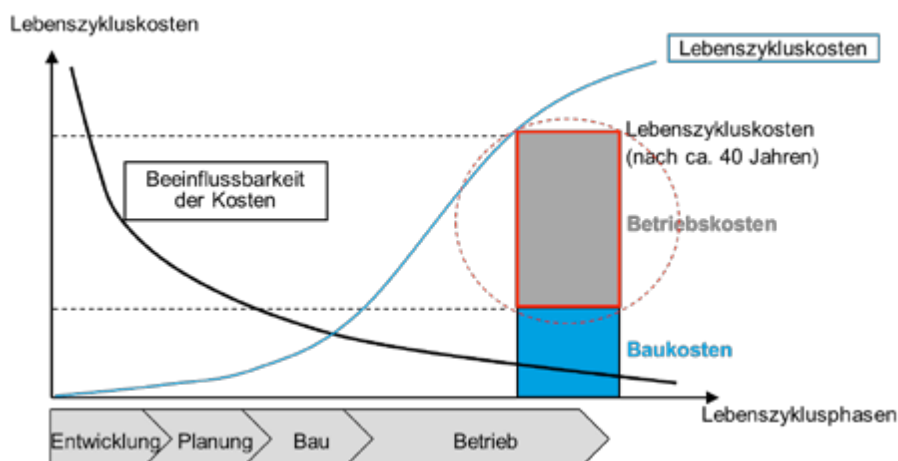 Lebenszykluskosten
Lebenszykluskosten
Lebenszykluskosten
(nach ca. 40 Jahren)
Beeinflussbarkeit
der Kosten
Betriebskosten
Baukosten
Lebenszyklusphasen
Entwicklung
Planung
Bau
Betrieb